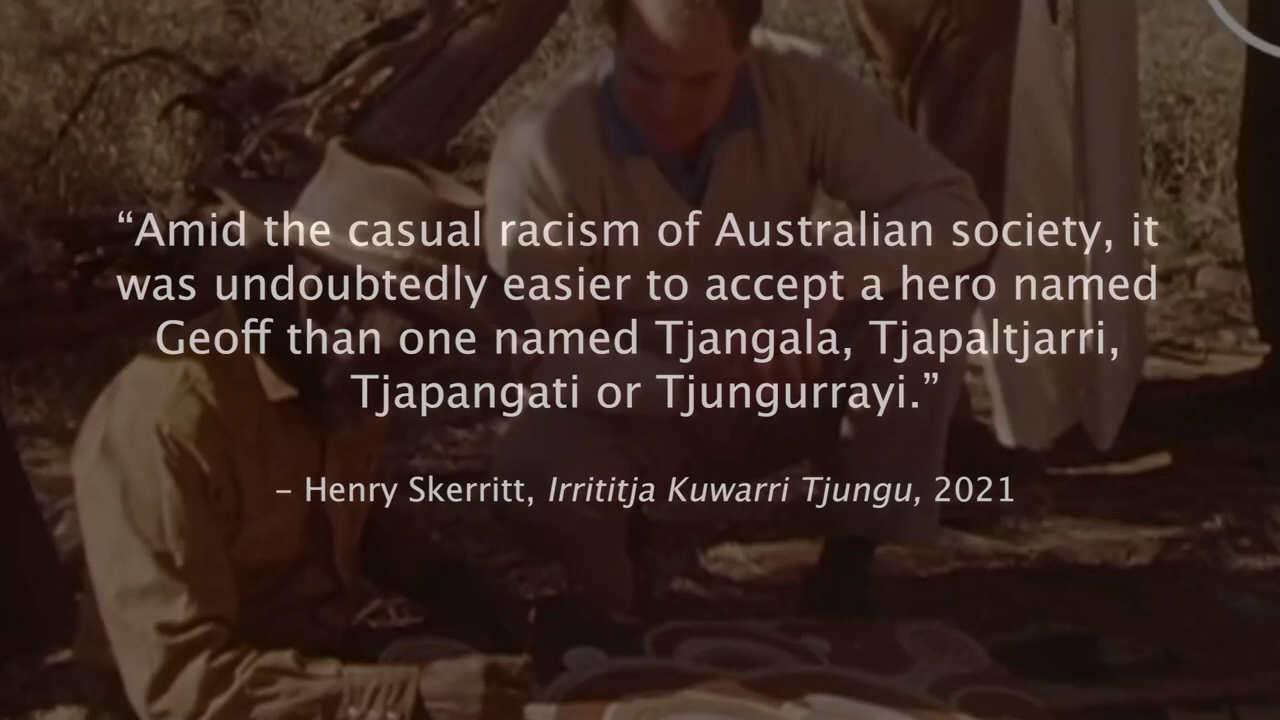 “Amid the casual racism of Australian society, it
was undoubtedly easier to accept a hero named
Geoff than one named Tjangala, Tjapaltjarri,
Tjapangati or Tjungurrayi.”
– Henry Skerritt, Irrititja Kuwarri Tjungu, 2021